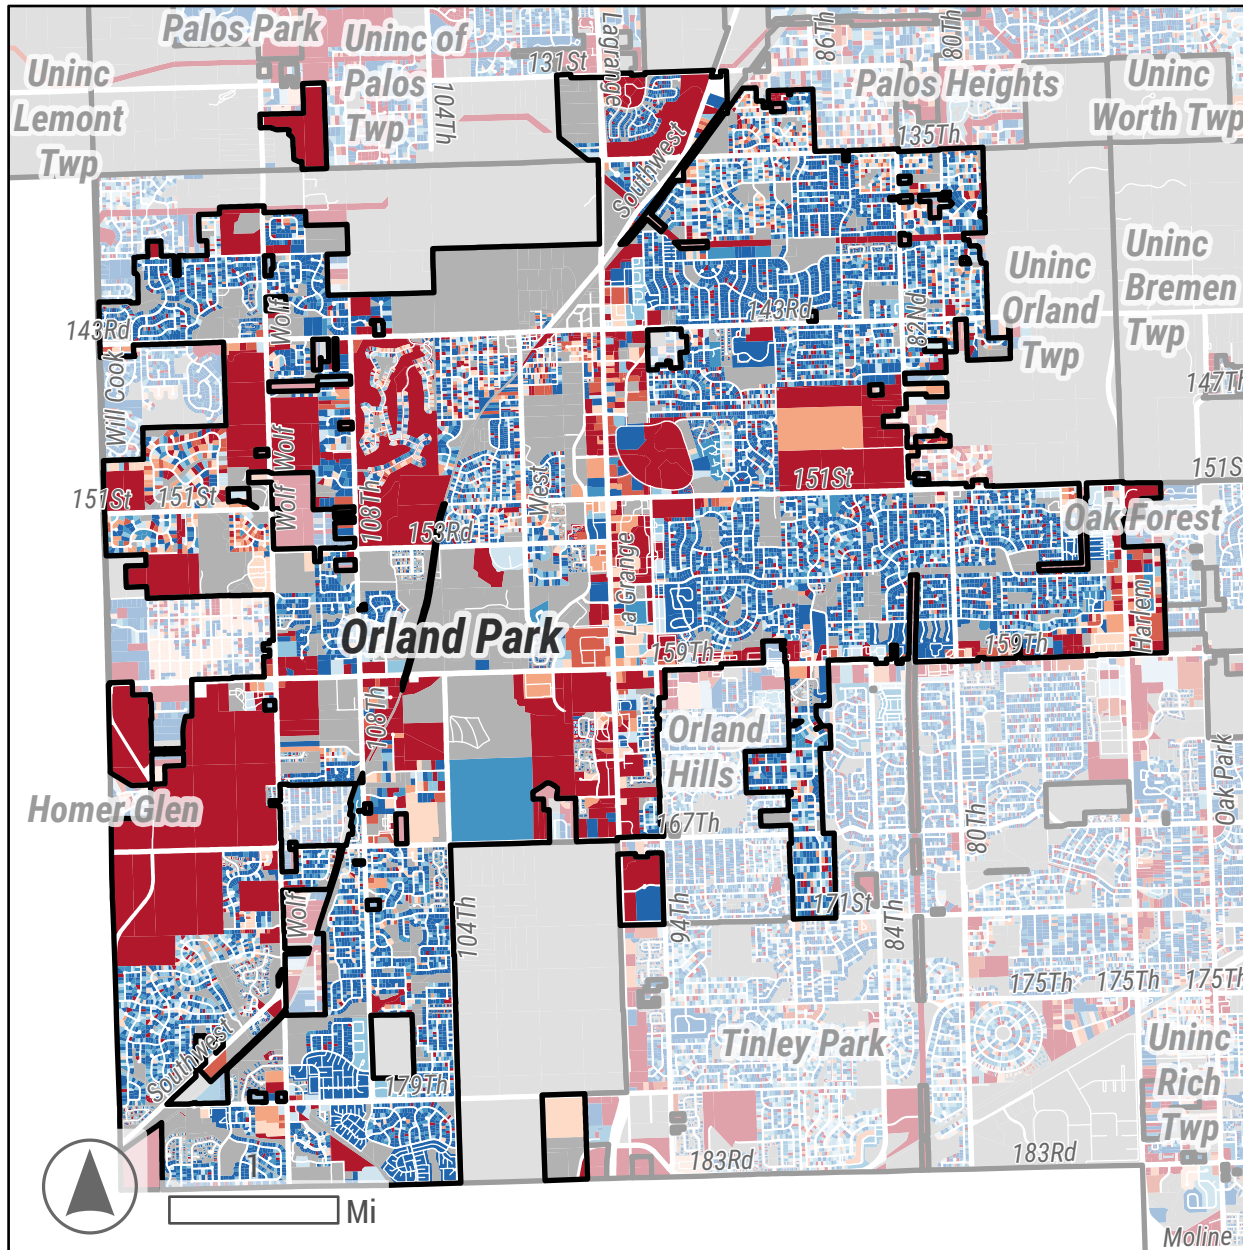 Palos Park
Uninc of
Palos
Twp
Lagrange
86Th
80Th
131St
104Th
Uninc
Lemont
Twp
Palos Heights
Uninc
Worth Twp
135Th
Southwest
Uninc
Orland
Twp
Uninc
Bremen
Twp
143Rd
Wolf
143Rd
82Nd
Will Cook
147Th
Wolf
151St
151St
Wolf
108Th
153Rd
West
151St
151St
Oak Forest
La Grange
Harlem
Orland Park
159Th
159Th
108Th
Orland
Hills
Homer Glen
167Th
80Th
Oak Park
Wolf
104Th
94Th
171St
84Th
175Th
175Th
175Th
Southwest
Tinley Park
Uninc
Rich
Twp
179Th
183Rd
183Rd
Mi
Moline